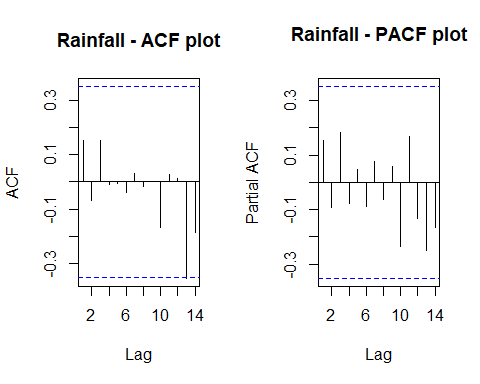 Rainfall - ACF plot
ACF
0.3
0.1
-0.1
-0.3
2
6
10
14
Lag
Rainfall - PACF plot
Partial ACF
0.3
0.1
-0.1
-0.3
2
6
10
14
Lag